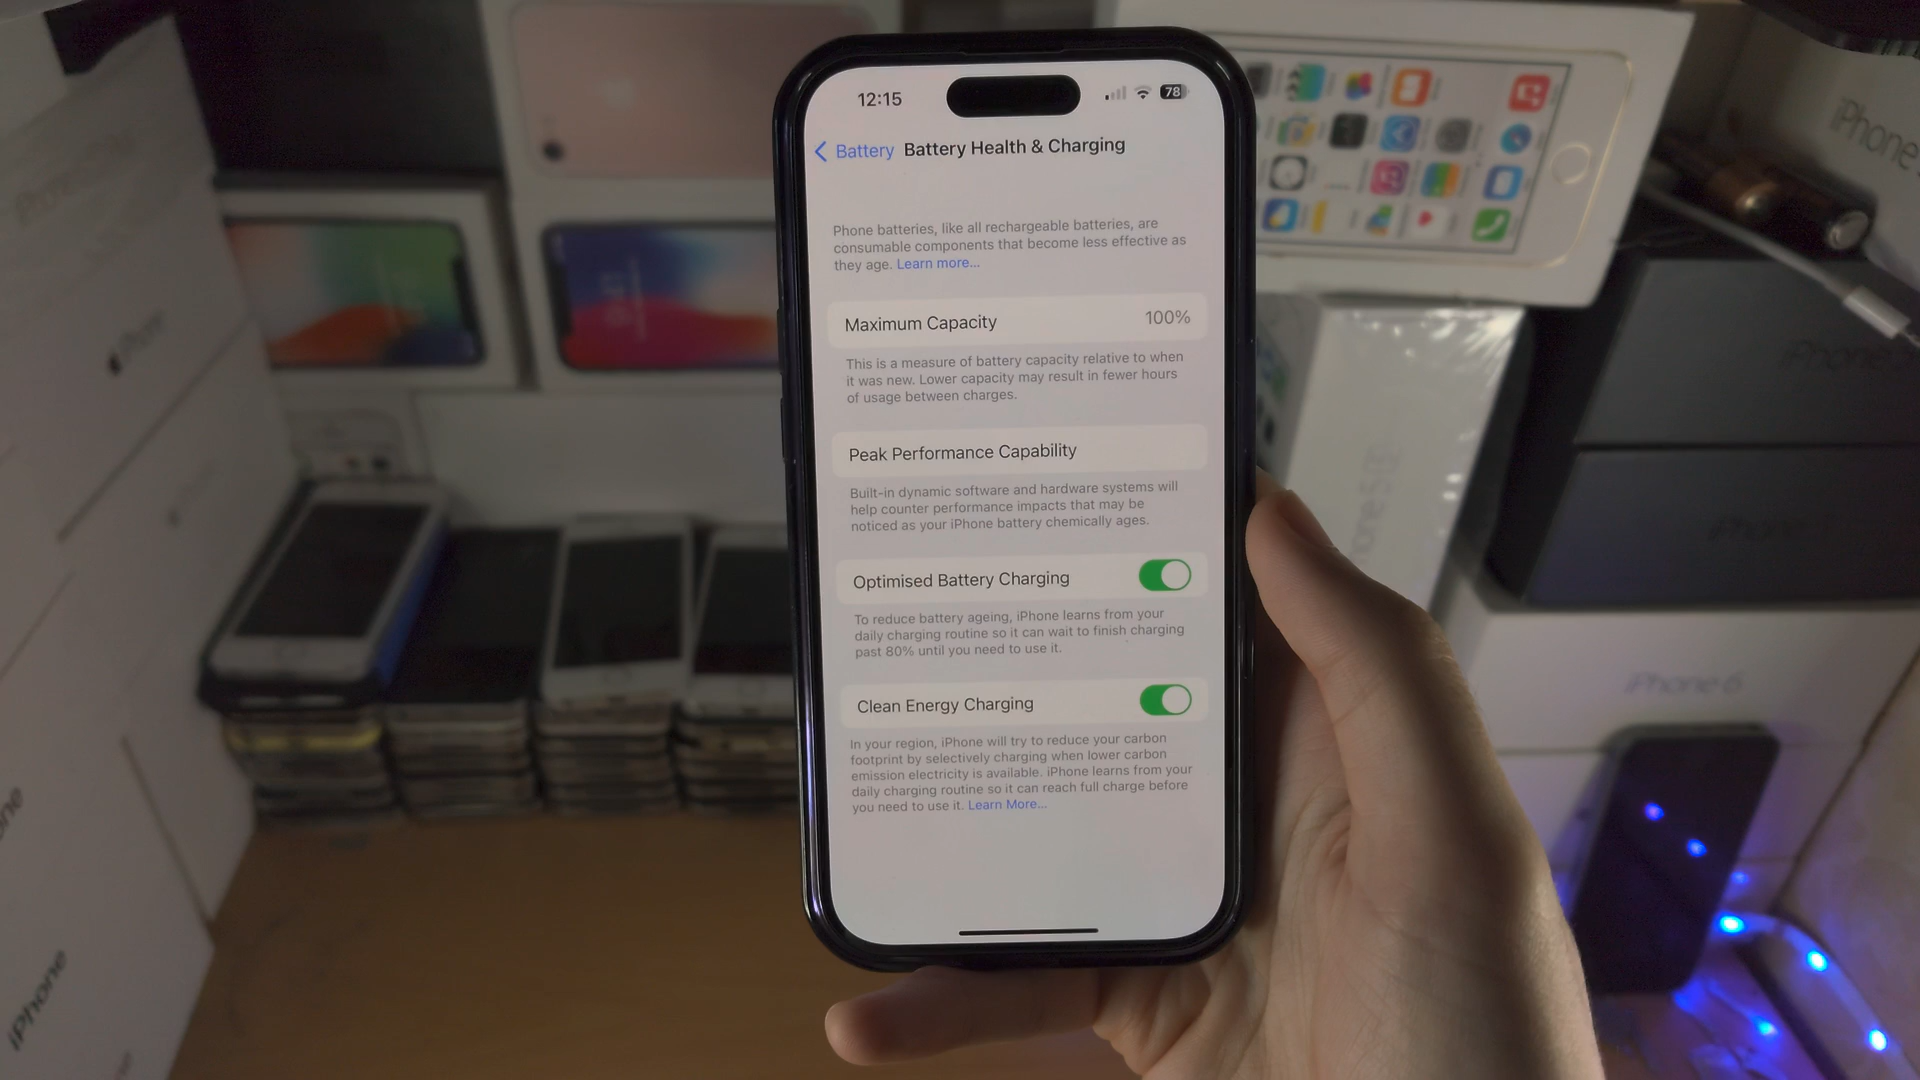 12:15
78
Battery
Battery Health & Charging
Phone batteries, like all rechargeable batteries, are
consumable components that become less effective as
they age. Learn more...
Maximum Capacity
100%
This is a measure of battery capacity relative to when
it was new. Lower capacity may result in fewer hours
of usage between charges.
Peak Performance Capability
Built-in dynamic software and hardware systems will
help counter performance impacts that may be
noticed as your iPhone battery chemically ages.
Optimised Battery Charging
To reduce battery ageing, iPhone learns from your
daily charging routine so it can wait to finish charging
past 80% until you need to use it.
Clean Energy Charging
In your region, iPhone will try to reduce your carbon
footprint by selectively charging when lower carbon
emission electricity is available. iPhone learns from your
daily charging routine so it can reach full charge before
you need to use it. Learn More...
iPhone
iPhone
iPhone
iPhone 6